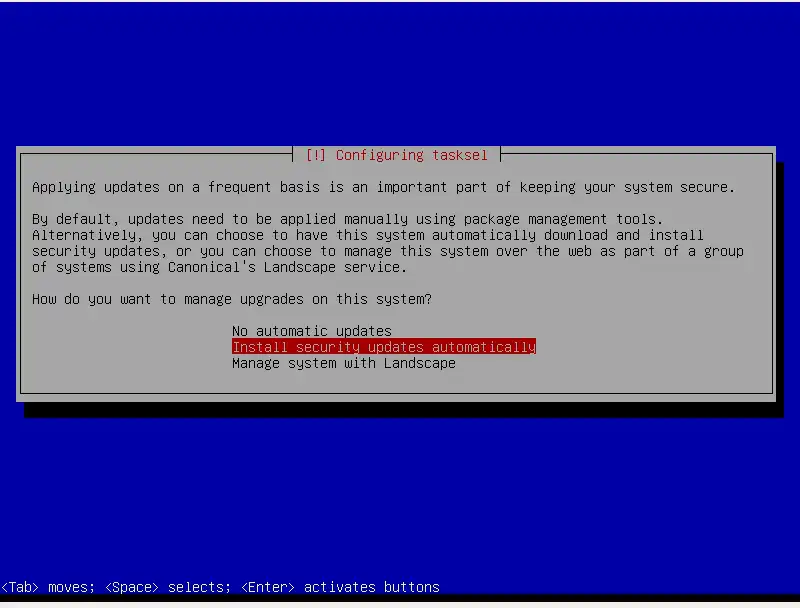 [!] Configuring tasksel
Applying updates on a frequent basis is an important part of keeping your system secure.
By default, updates need to be applied manually using package management tools.
Alternatively, you can choose to have this system automatically download and install
security updates, or you can choose to manage this system over the web as part of a group
of systems using Canonical's Landscape service.
How do you want to manage upgrades on this system?
No automatic updates
Install security updates automatically
Manage system with Landscape
<Tab> moves; <Space> selects; <Enter> activates buttons